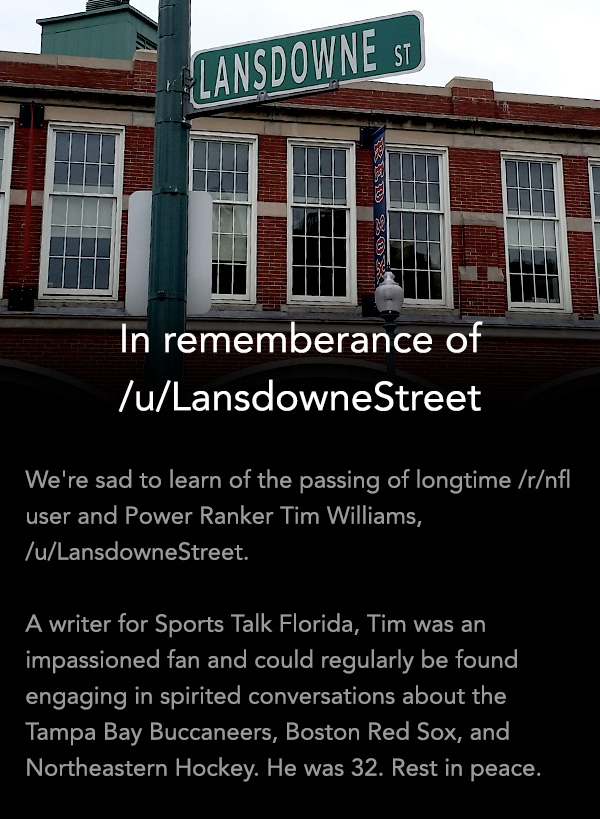 LANSDOWNE ST
RED SOX
In rememberance of
/u/LansdowneStreet
We're sad to learn of the passing of longtime /r/nfl
user and Power Ranker Tim Williams,
/u/LansdowneStreet.
A writer for Sports Talk Florida, Tim was an
impassioned fan and could regularly be found
engaging in spirited conversations about the
Tampa Bay Buccaneers, Boston Red Sox, and
Northeastern Hockey. He was 32. Rest in peace.